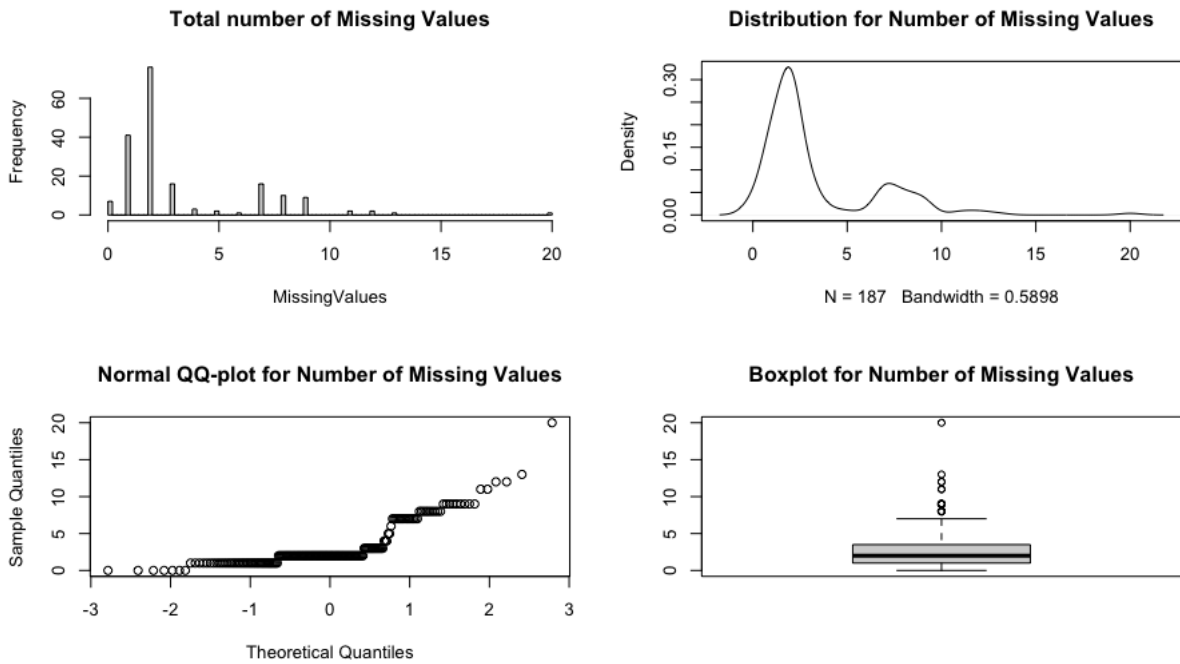 Total number of Missing Values
Frequency
60
40
20
0
0 5 10 15 20
MissingValues
Distribution for Number of Missing Values
Density
0.30
0.15
0.00
0 5 10 15 20
N = 187 Bandwidth = 0.5898
Normal QQ-plot for Number of Missing Values
Sample Quantiles
20
15
10
5
0
-3 -2 -1 0 1 2 3
Theoretical Quantiles
Boxplot for Number of Missing Values
20
15
10
5
0